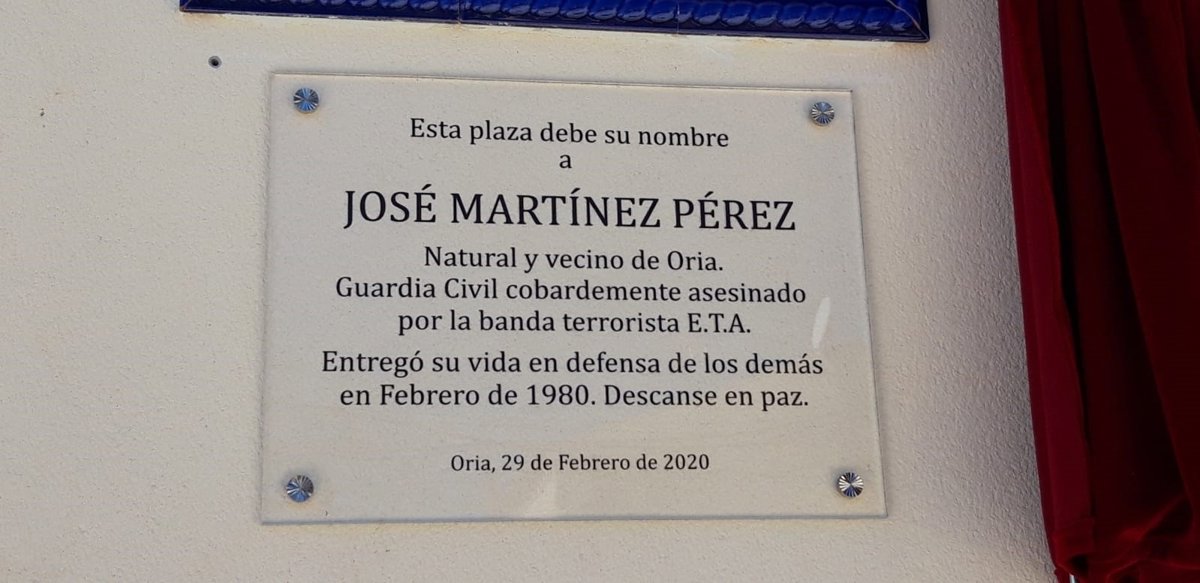 Esta plaza debe su nombre
a
JOSÉ MARTÍNEZ PÉREZ
Natural y vecino de Oria.
Guardia Civil cobardemente asesinado
por la banda terrorista E.T.A.
Entregó su vida en defensa de los demás
en Febrero de 1980. Descanse en paz.
Oria, 29 de Febrero de 2020